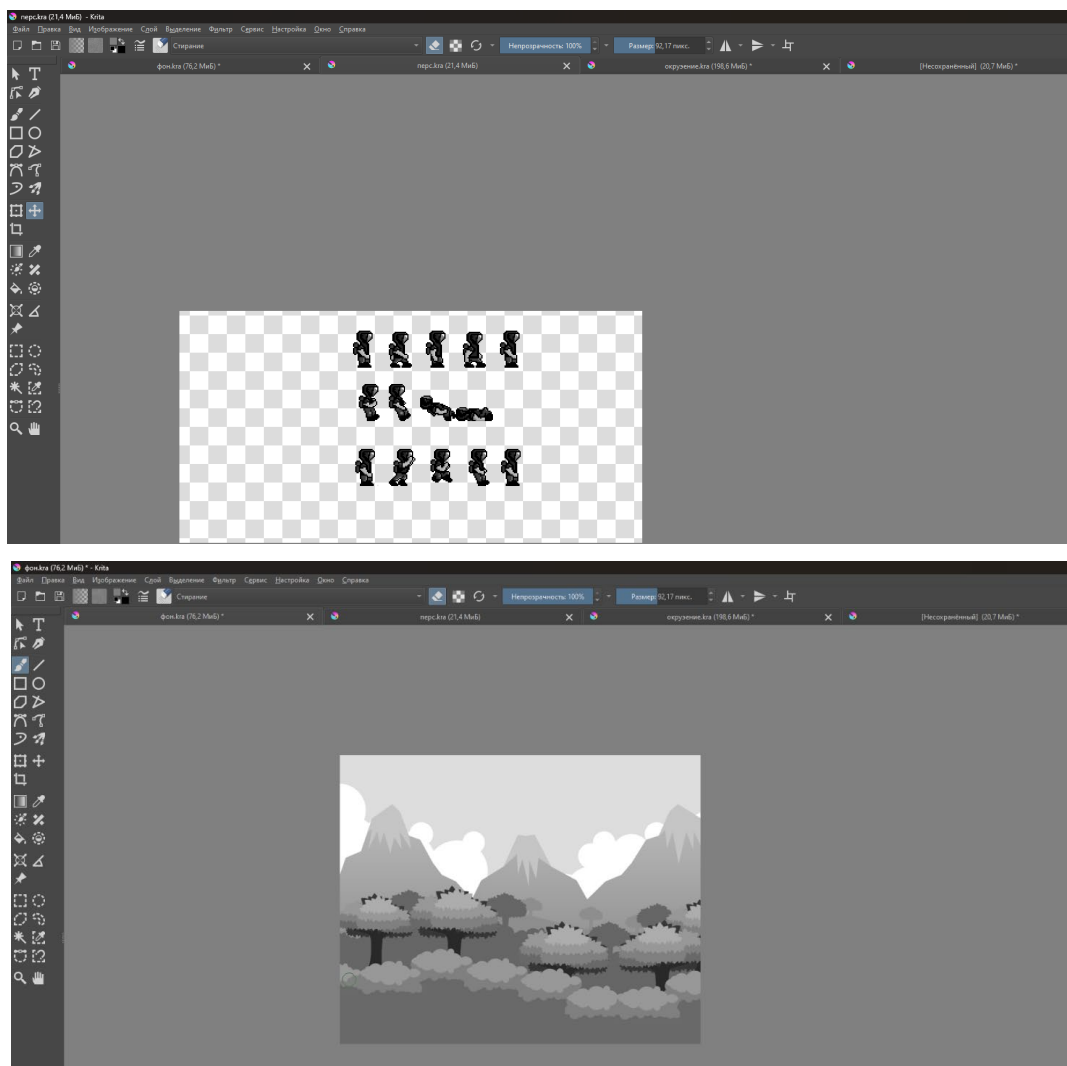 перс.kra (21,4 МиБ) - Krita
Файл Правка Вид Изображение Слой Выделение Фильтр Сервис Настройка Окно Справка
Стирание Непрозрачность: 100% Размер: 92,17 пикс.
фон.kra (76,2 МиБ) * перс.kra (21,4 МиБ) окрузение.kra (198,6 МиБ) * [Несохранённый] (20,7 МиБ) *
фон.kra (76,2 МиБ) * - Krita
Файл Правка Вид Изображение Слой Выделение Фильтр Сервис Настройка Окно Справка
Стирание Непрозрачность: 100% Размер: 92,17 пикс.
фон.kra (76,2 МиБ) * перс.kra (21,4 МиБ) окрузение.kra (198,6 МиБ) * [Несохранённый] (20,7 МиБ) *